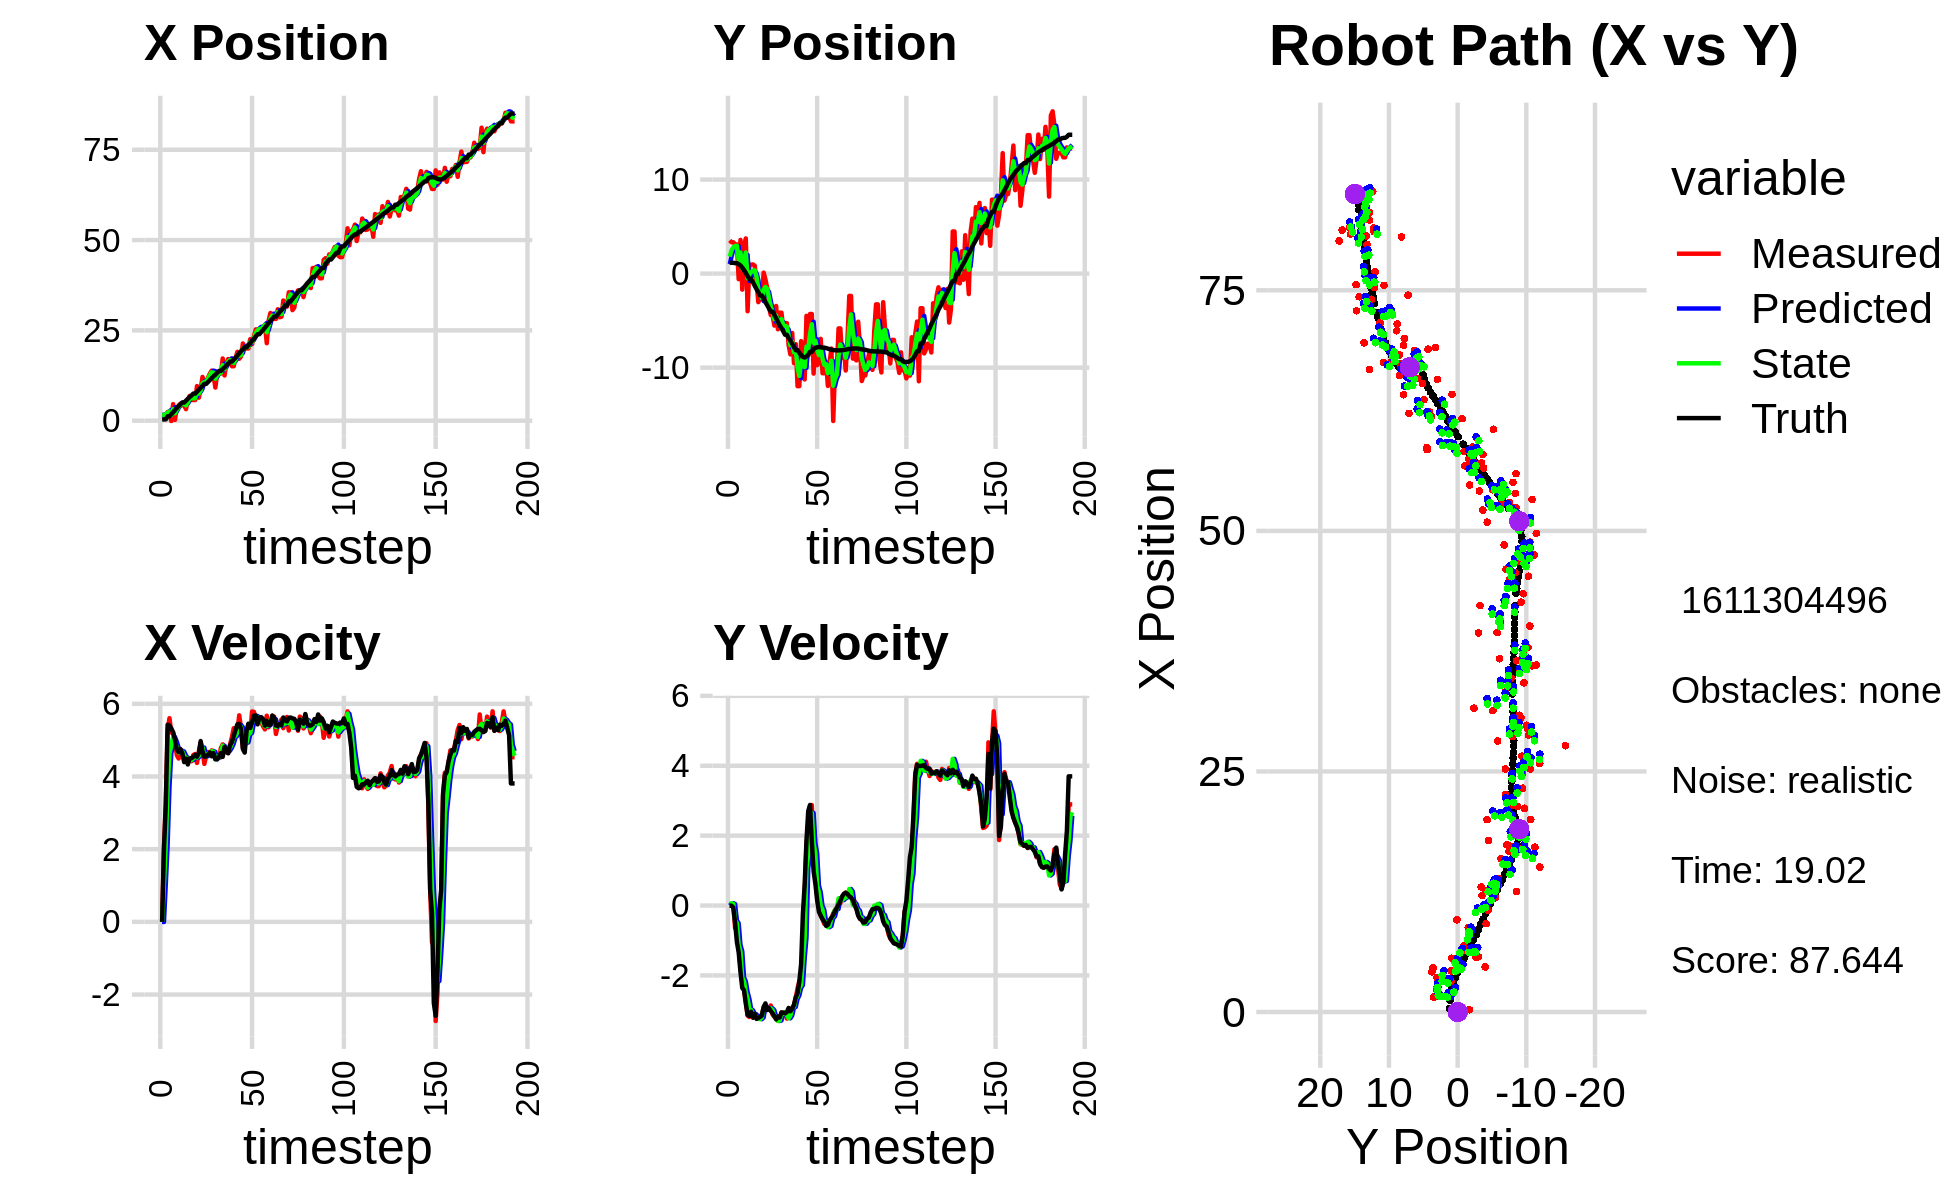 X Position
75
50
25
0
0
50
100
150
200
timestep
Y Position
10
0
-10
0
50
100
150
200
timestep
X Velocity
6
4
2
0
-2
0
50
100
150
200
timestep
Y Velocity
6
4
2
0
-2
0
50
100
150
200
timestep
Robot Path (X vs Y)
X Position
75
50
25
0
20 10 0 -10 -20
Y Position
variable
Measured
Predicted
State
Truth
1611304496
Obstacles: none
Noise: realistic
Time: 19.02
Score: 87.644